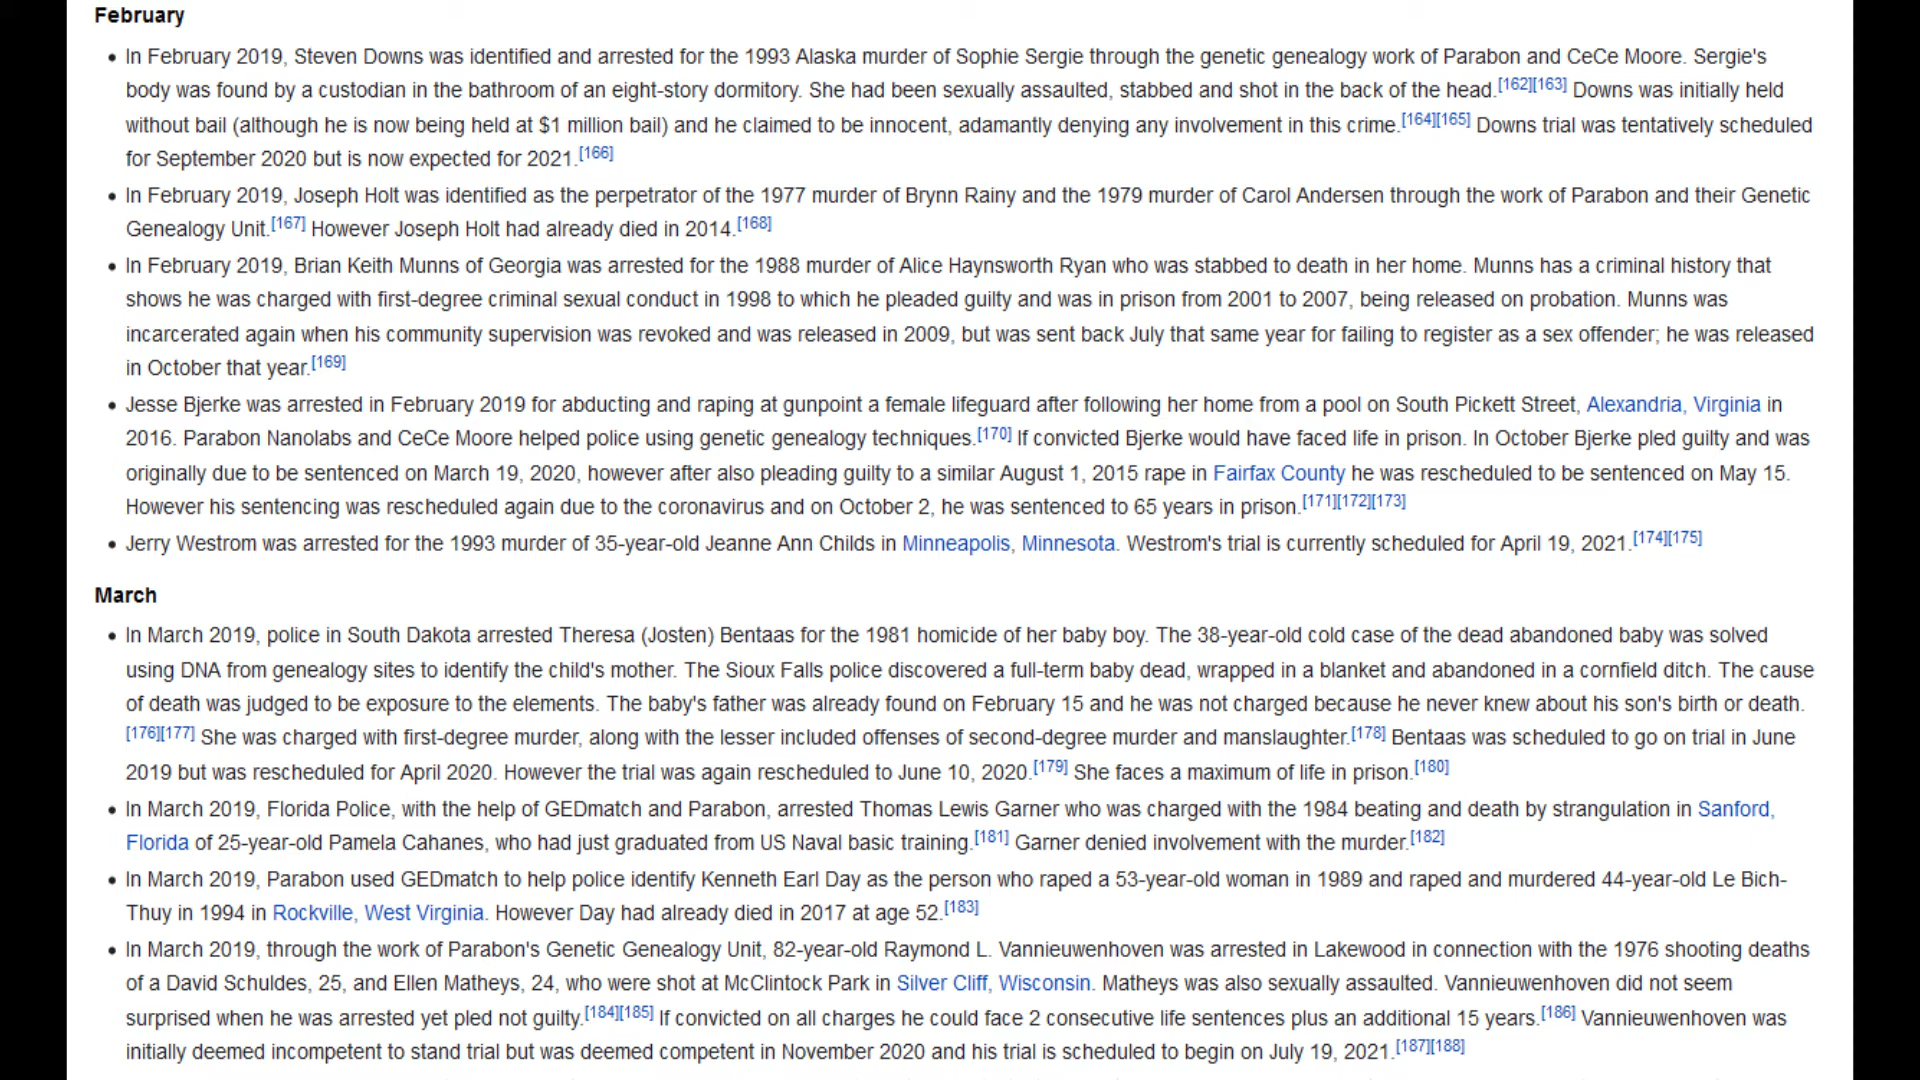 February
• In February 2019, Steven Downs was identified and arrested for the 1993 Alaska murder of Sophie Sergie through the genetic genealogy work of Parabon and CeCe Moore. Sergie's
body was found by a custodian in the bathroom of an eight-story dormitory. She had been sexually assaulted, stabbed and shot in the back of the head.[162][163] Downs was initially held
without bail (although he is now being held at $1 million bail) and he claimed to be innocent, adamantly denying any involvement in this crime.[164][165] Downs trial was tentatively scheduled
for September 2020 but is now expected for 2021.[166]
• In February 2019, Joseph Holt was identified as the perpetrator of the 1977 murder of Brynn Rainy and the 1979 murder of Carol Andersen through the work of Parabon and their Genetic
Genealogy Unit.[167] However Joseph Holt had already died in 2014.[168]
• In February 2019, Brian Keith Munns of Georgia was arrested for the 1988 murder of Alice Haynsworth Ryan who was stabbed to death in her home. Munns has a criminal history that
shows he was charged with first-degree criminal sexual conduct in 1998 to which he pleaded guilty and was in prison from 2001 to 2007, being released on probation. Munns was
incarcerated again when his community supervision was revoked and was released in 2009, but was sent back July that same year for failing to register as a sex offender; he was released
in October that year.[169]
• Jesse Bjerke was arrested in February 2019 for abducting and raping at gunpoint a female lifeguard after following her home from a pool on South Pickett Street, Alexandria, Virginia in
2016. Parabon Nanolabs and CeCe Moore helped police using genetic genealogy techniques.[170] If convicted Bjerke would have faced life in prison. In October Bjerke pled guilty and was
originally due to be sentenced on March 19, 2020, however after also pleading guilty to a similar August 1, 2015 rape in Fairfax County he was rescheduled to be sentenced on May 15.
However his sentencing was rescheduled again due to the coronavirus and on October 2, he was sentenced to 65 years in prison.[171][172][173]
• Jerry Westrom was arrested for the 1993 murder of 35-year-old Jeanne Ann Childs in Minneapolis, Minnesota. Westrom's trial is currently scheduled for April 19, 2021.[174][175]
March
• In March 2019, police in South Dakota arrested Theresa (Josten) Bentaas for the 1981 homicide of her baby boy. The 38-year-old cold case of the dead abandoned baby was solved
using DNA from genealogy sites to identify the child's mother. The Sioux Falls police discovered a full-term baby dead, wrapped in a blanket and abandoned in a cornfield ditch. The cause
of death was judged to be exposure to the elements. The baby's father was already found on February 15 and he was not charged because he never knew about his son's birth or death.
[176][177] She was charged with first-degree murder, along with the lesser included offenses of second-degree murder and manslaughter.[178] Bentaas was scheduled to go on trial in June
2019 but was rescheduled for April 2020. However the trial was again rescheduled to June 10, 2020.[179] She faces a maximum of life in prison.[180]
• In March 2019, Florida Police, with the help of GEDmatch and Parabon, arrested Thomas Lewis Garner who was charged with the 1984 beating and death by strangulation in Sanford,
Florida of 25-year-old Pamela Cahanes, who had just graduated from US Naval basic training.[181] Garner denied involvement with the murder.[182]
• In March 2019, Parabon used GEDmatch to help police identify Kenneth Earl Day as the person who raped a 53-year-old woman in 1989 and raped and murdered 44-year-old Le Bich-
Thuy in 1994 in Rockville, West Virginia. However Day had already died in 2017 at age 52.[183]
• In March 2019, through the work of Parabon's Genetic Genealogy Unit, 82-year-old Raymond L. Vannieuwenhoven was arrested in Lakewood in connection with the 1976 shooting deaths
of a David Schuldes, 25, and Ellen Matheys, 24, who were shot at McClintock Park in Silver Cliff, Wisconsin. Matheys was also sexually assaulted. Vannieuwenhoven did not seem
surprised when he was arrested yet pled not guilty.[184][185] If convicted on all charges he could face 2 consecutive life sentences plus an additional 15 years.[186] Vannieuwenhoven was
initially deemed incompetent to stand trial but was deemed competent in November 2020 and his trial is scheduled to begin on July 19, 2021.[187][188]